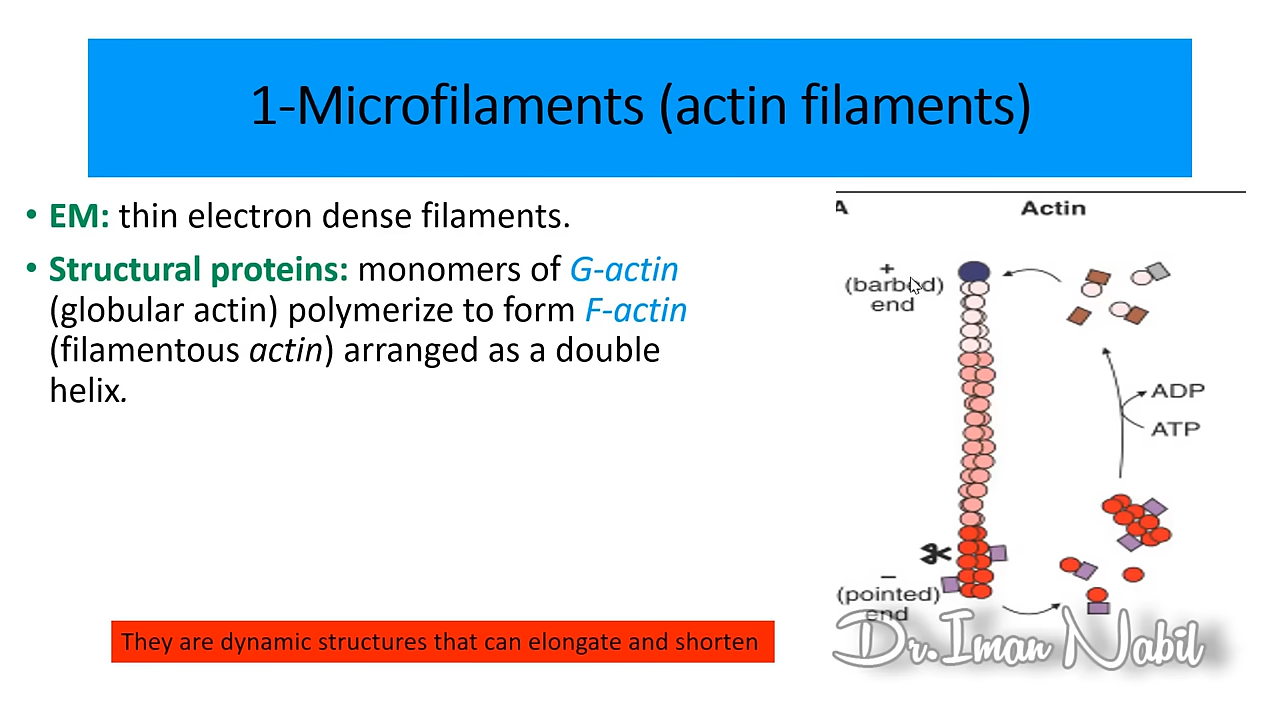 1-Microfilaments (actin filaments)
• EM: thin electron dense filaments.
• Structural proteins: monomers of G-actin
(globular actin) polymerize to form F-actin
(filamentous actin) arranged as a double
helix.
They are dynamic structures that can elongate and shorten
A
Actin
+
(barbed)
end
ADP
ATP
–
(pointed)
end
Dr.Iman Nabil